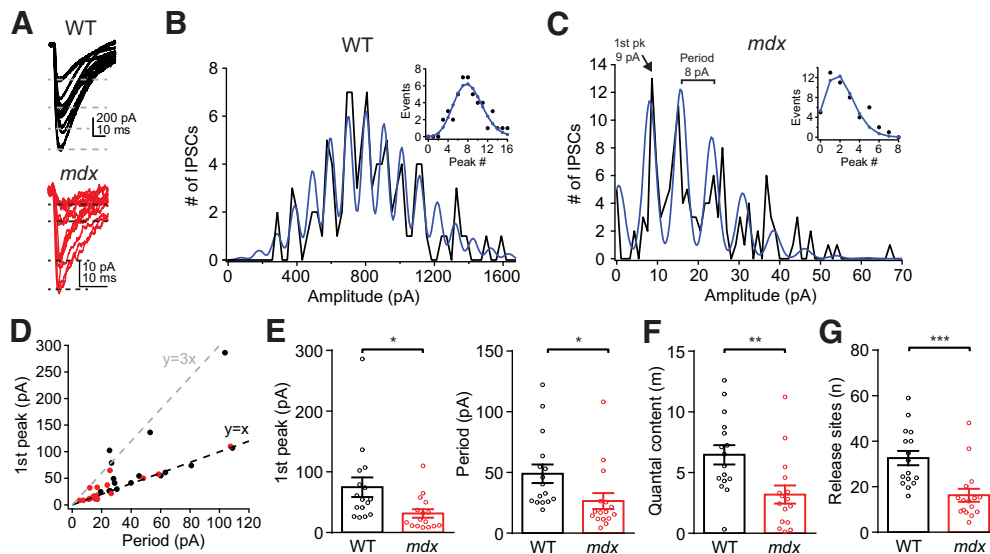 A
WT
200 pA
10 ms
mdx
10 pA
10 ms
B
WT
# of IPSCs
8
6
4
2
0
0 400 800 1200 1600
Amplitude (pA)
Events
6
4
2
0
0 4 8 12 16
Peak #
C
mdx
1st pk
9 pA
Period
8 pA
# of IPSCs
14
12
10
8
6
4
2
0
0 10 20 30 40 50 60 70
Amplitude (pA)
Events
12
8
4
0
0 2 4 6 8
Peak #
D
1st peak (pA)
300
250
200
150
100
50
0
y=3x
y=x
0 20 40 60 80 100 120
Period (pA)
E
1st peak (pA)
300
200
100
0
*
WT mdx
Period (pA)
150
100
50
0
*
WT mdx
F
Quantal content (m)
15
10
5
0
**
WT mdx
G
Release sites (n)
80
60
40
20
0
***
WT mdx